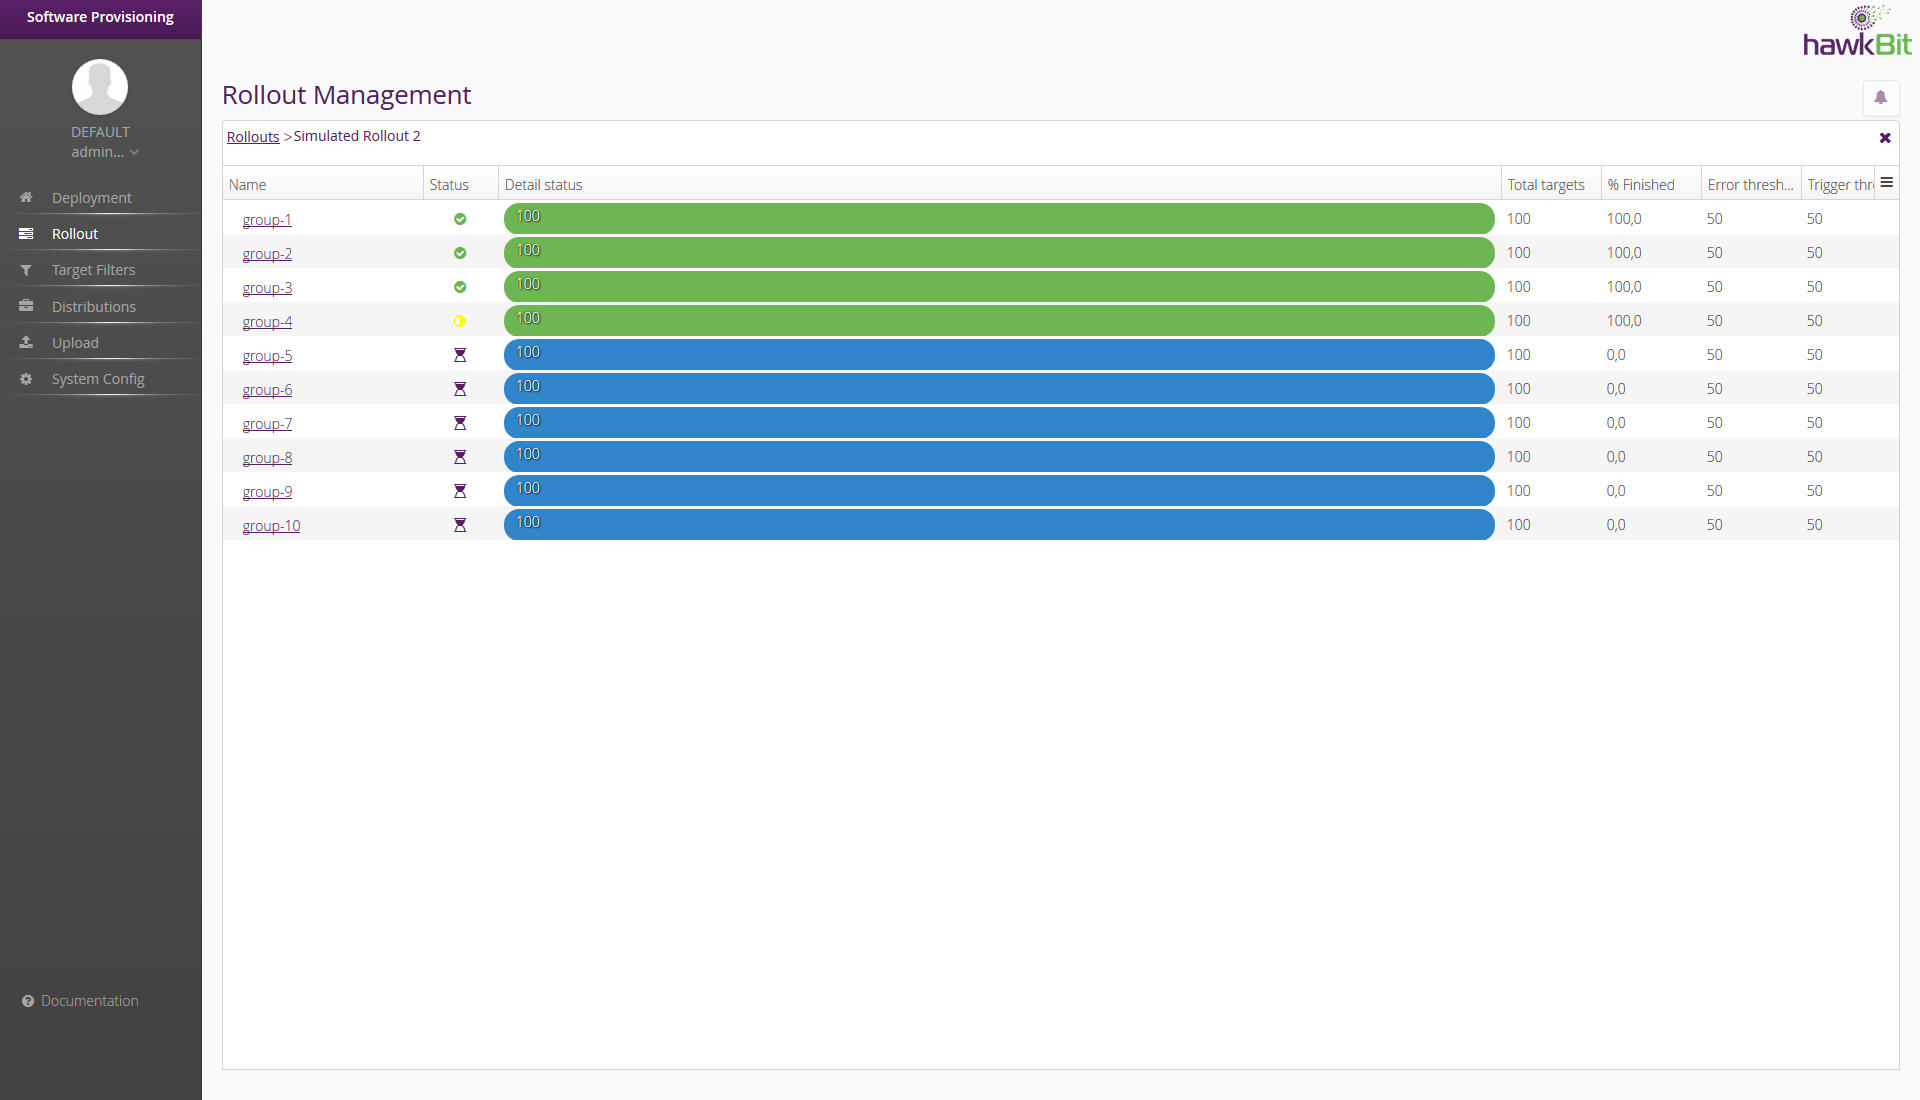 Software Provisioning
DEFAULT
admin...
Deployment
Rollout
Target Filters
Distributions
Upload
System Config
Documentation
hawkBit
Rollout Management
Rollouts >Simulated Rollout 2
Name Status Detail status Total targets % Finished Error thresh... Trigger thr
group-1 100 100 100,0 50 50
group-2 100 100 100,0 50 50
group-3 100 100 100,0 50 50
group-4 100 100 100,0 50 50
group-5 100 100 0,0 50 50
group-6 100 100 0,0 50 50
group-7 100 100 0,0 50 50
group-8 100 100 0,0 50 50
group-9 100 100 0,0 50 50
group-10 100 100 0,0 50 50